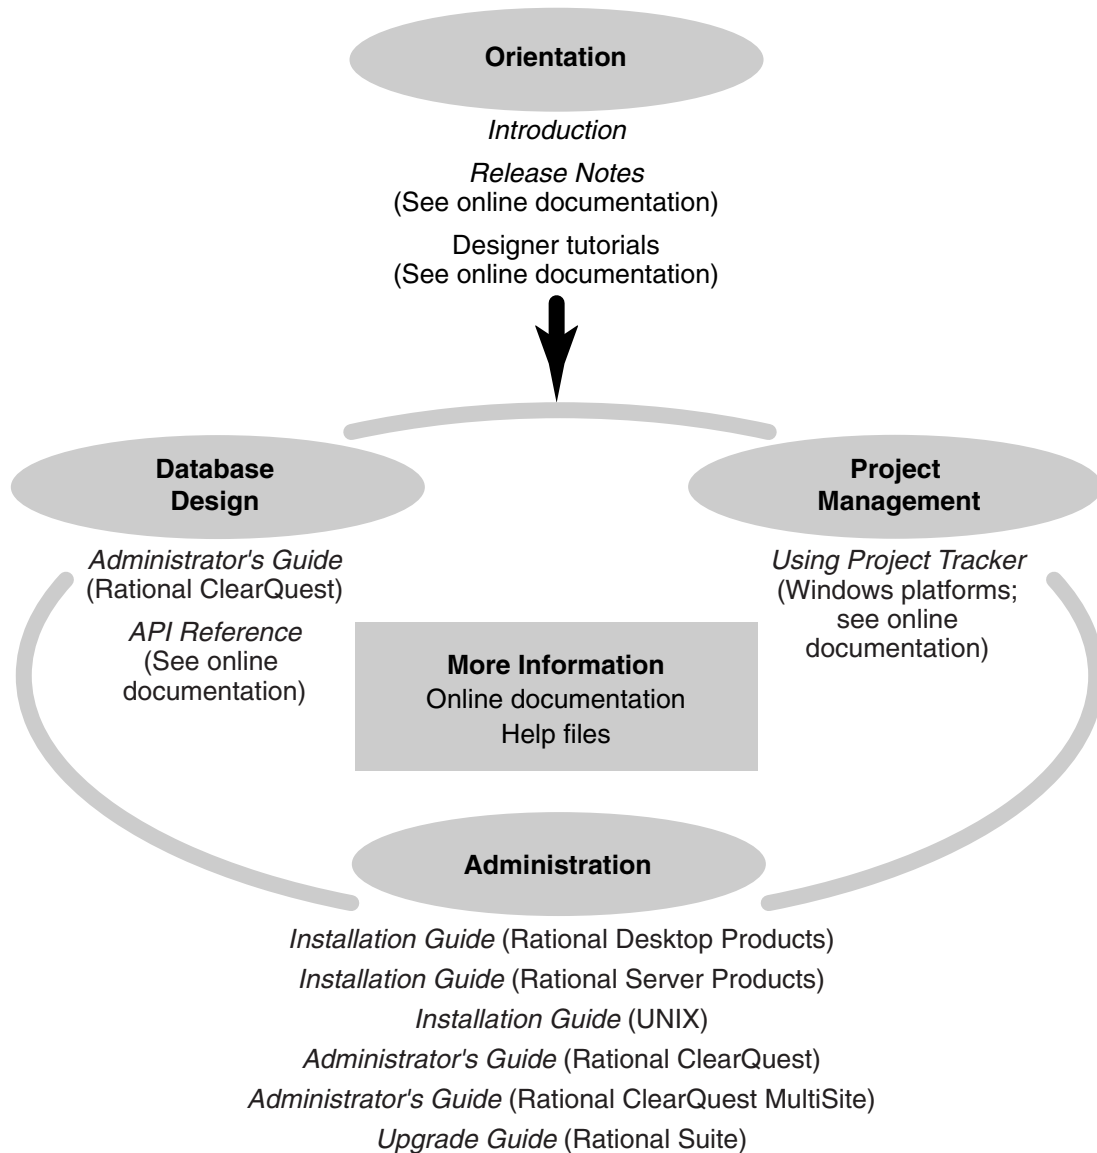 Orientation
Introduction
Release Notes
(See online documentation)
Designer tutorials
(See online documentation)
Database
Design
Administrator's Guide
(Rational ClearQuest)
API Reference
(See online
documentation)
Project
Management
Using Project Tracker
(Windows platforms;
see online
documentation)
More Information
Online documentation
Help files
Administration
Installation Guide (Rational Desktop Products)
Installation Guide (Rational Server Products)
Installation Guide (UNIX)
Administrator's Guide (Rational ClearQuest)
Administrator's Guide (Rational ClearQuest MultiSite)
Upgrade Guide (Rational Suite)